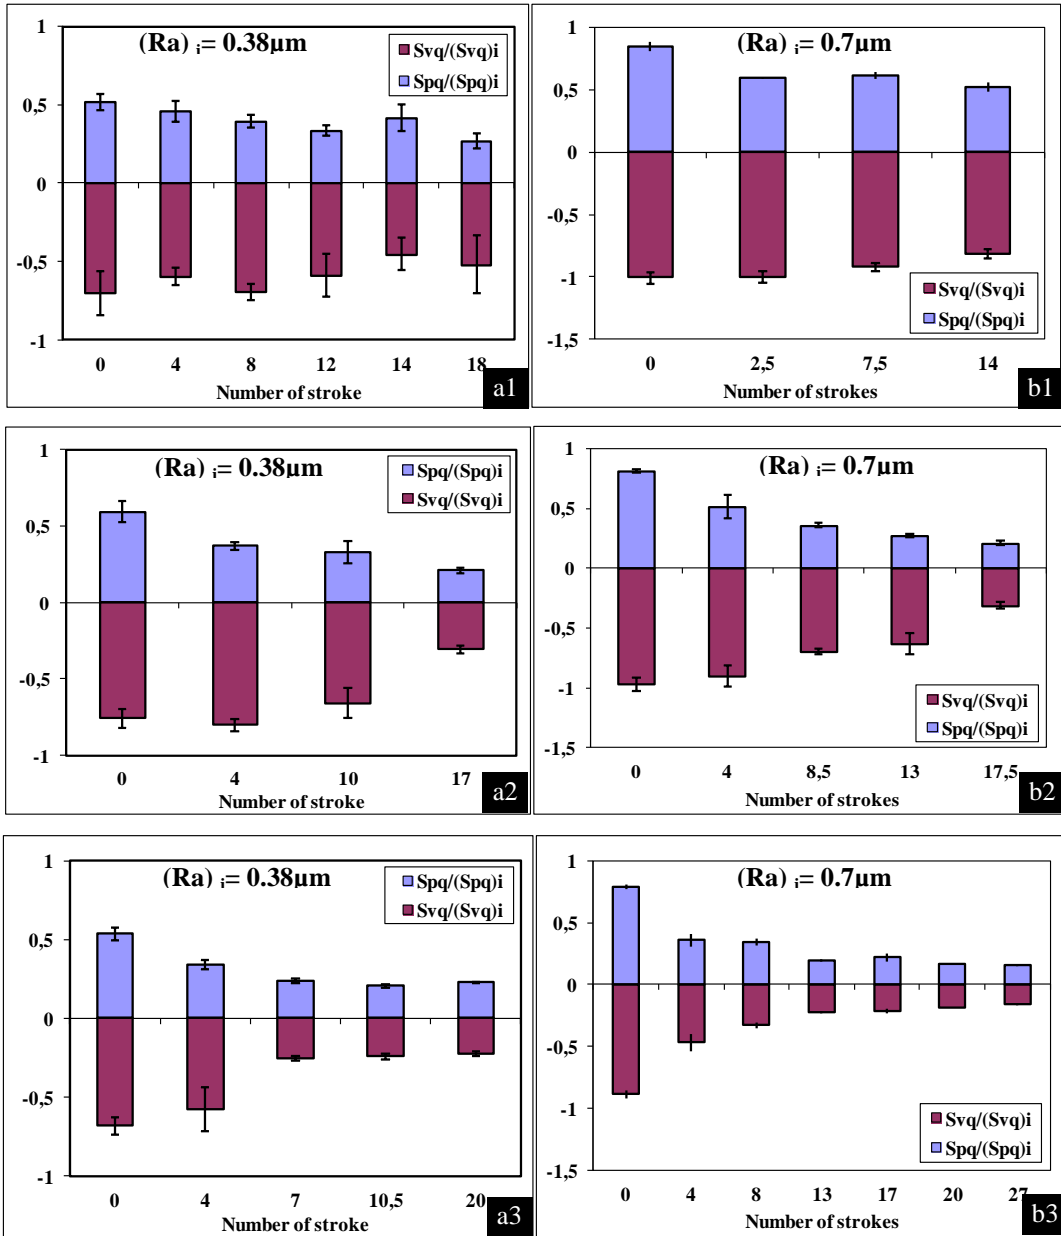 (Ra) i = 0.38µm
Svq/(Svq)i
Spq/(Spq)i
1
0,5
0
-0,5
-1
0 4 8 12 14 18
Number of stroke
a1
(Ra) i = 0.7µm
1
0,5
0
-0,5
-1
-1,5
Svq/(Svq)i
Spq/(Spq)i
0 2,5 7,5 14
Number of strokes
b1
(Ra) i = 0.38µm
Spq/(Spq)i
Svq/(Svq)i
1
0,5
0
-0,5
-1
0 4 10 17
Number of stroke
a2
(Ra) i = 0.7µm
1
0,5
0
-0,5
-1
-1,5
Svq/(Svq)i
Spq/(Spq)i
0 4 8,5 13 17,5
Number of strokes
b2
(Ra) i = 0.38µm
Spq/(Spq)i
Svq/(Svq)i
1
0,5
0
-0,5
-1
0 4 7 10,5 20
Number of stroke
a3
(Ra) i = 0.7µm
1
0,5
0
-0,5
-1
-1,5
Svq/(Svq)i
Spq/(Spq)i
0 4 8 13 17 20 27
Number of strokes
b3